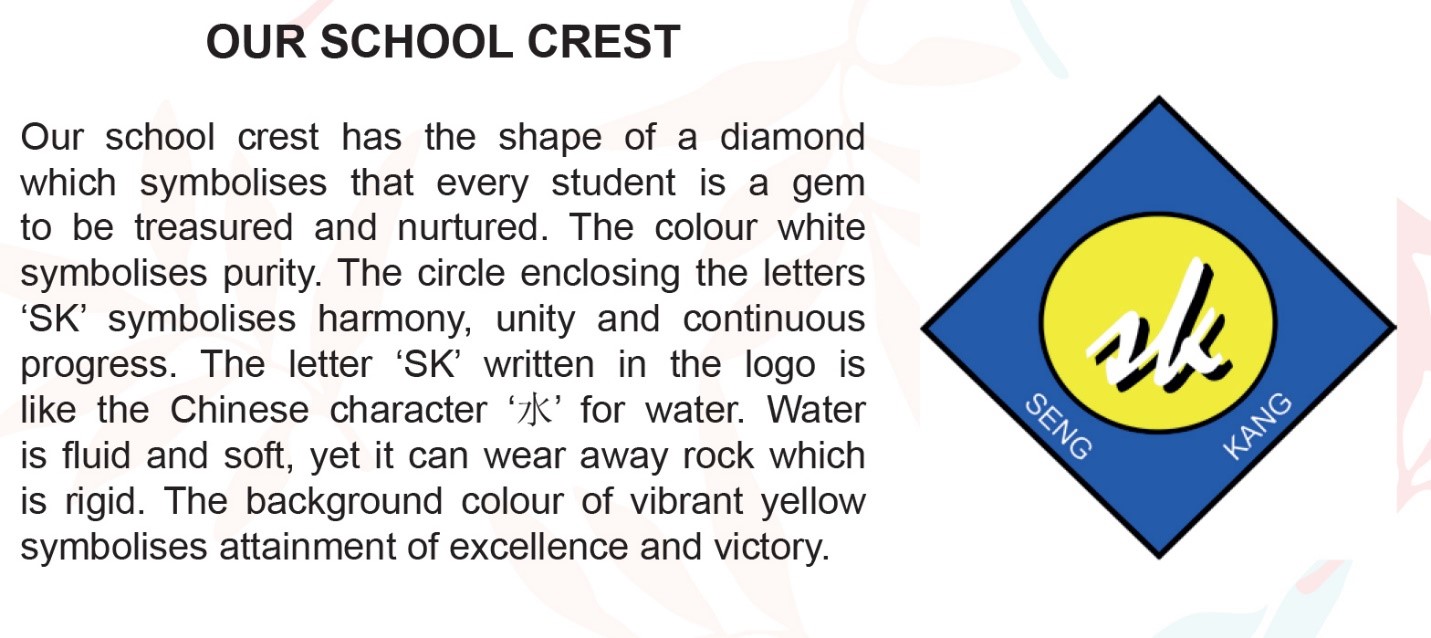 OUR SCHOOL CREST
Our school crest has the shape of a diamond
which symbolises that every student is a gem
to be treasured and nurtured. The colour white
symbolises purity. The circle enclosing the letters
‘SK’ symbolises harmony, unity and continuous
progress. The letter ‘SK’ written in the logo is
like the Chinese character ‘水’ for water. Water
is fluid and soft, yet it can wear away rock which
is rigid. The background colour of vibrant yellow
symbolises attainment of excellence and victory.
sk
SENG
KANG